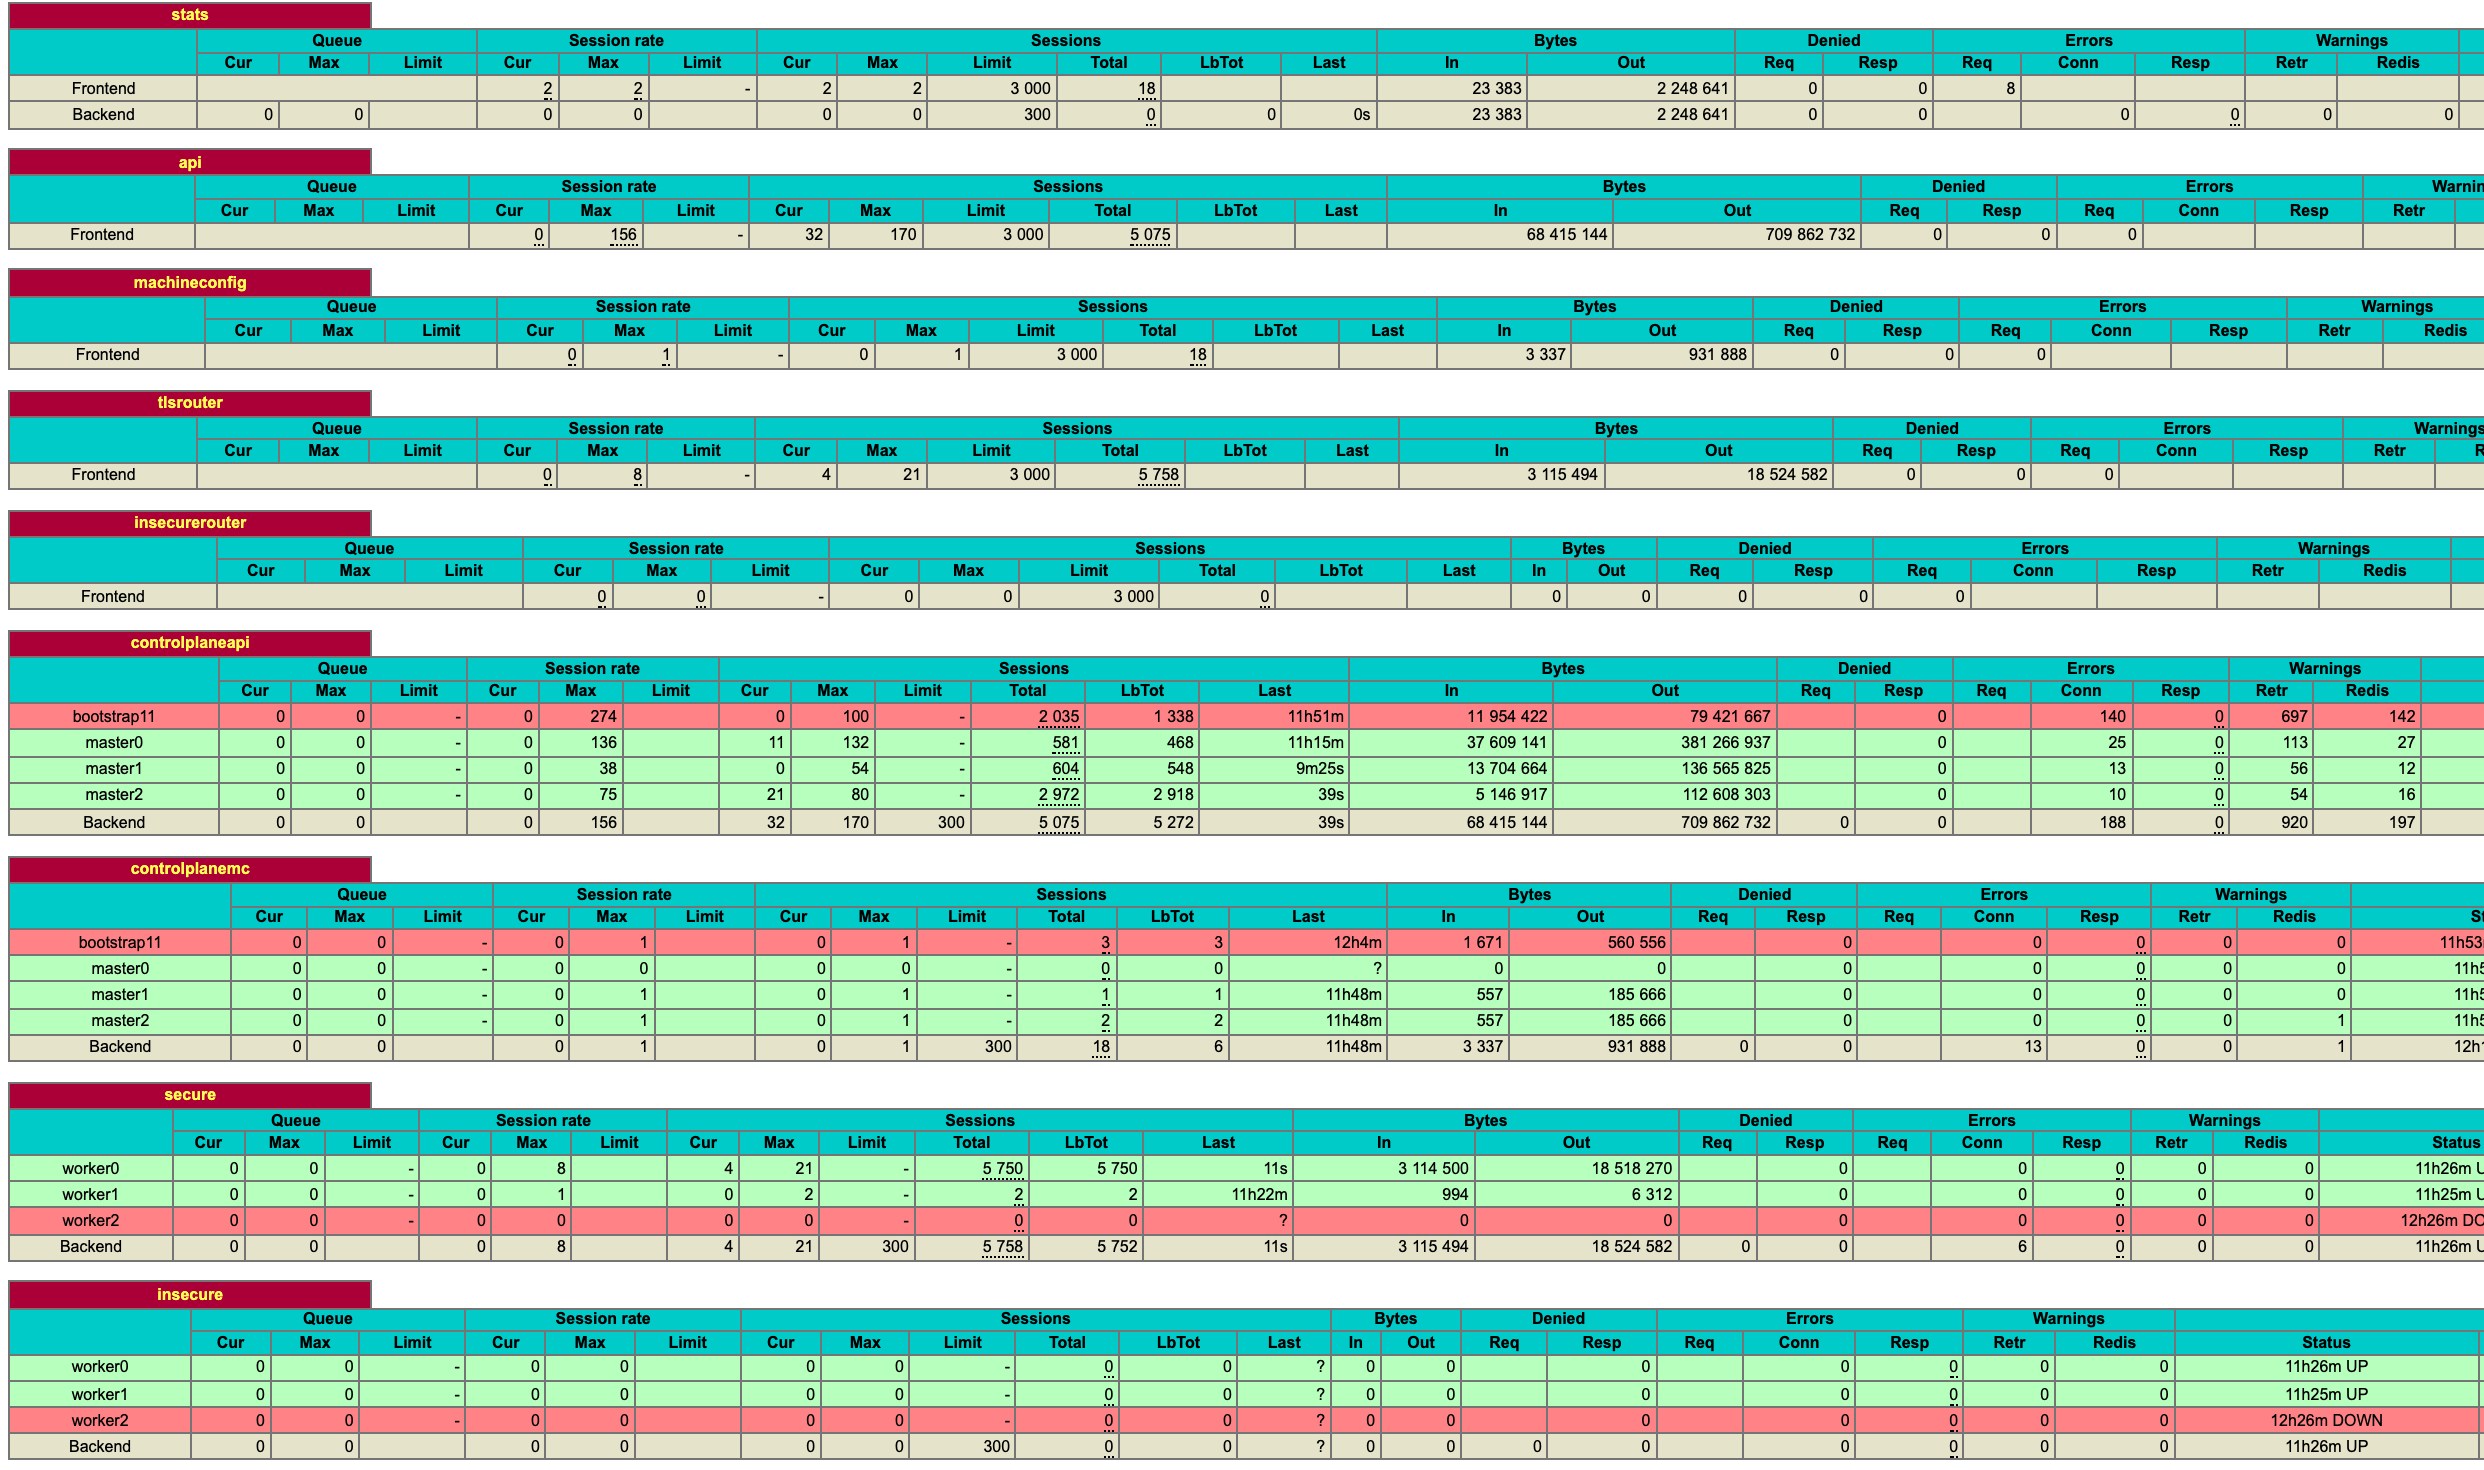 stats
Queue Session rate Sessions Bytes Denied Errors Warnings
Cur Max Limit Cur Max Limit Cur Max Limit Total LbTot Last In Out Req Resp Req Conn Resp Retr Redis
Frontend 2 2 - 2 2 3 000 18 23 383 2 248 641 0 0 8
Backend 0 0 0 0 0 0 300 0 0 0s 23 383 2 248 641 0 0 0 0 0 0
api
Queue Session rate Sessions Bytes Denied Errors Warnin
Cur Max Limit Cur Max Limit Cur Max Limit Total LbTot Last In Out Req Resp Req Conn Resp Retr
Frontend 0 156 - 32 170 3 000 5 075 68 415 144 709 862 732 0 0 0
machineconfig
Queue Session rate Sessions Bytes Denied Errors Warnings
Cur Max Limit Cur Max Limit Cur Max Limit Total LbTot Last In Out Req Resp Req Conn Resp Retr Redis
Frontend 0 1 - 0 1 3 000 18 3 337 931 888 0 0 0
tlsrouter
Queue Session rate Sessions Bytes Denied Errors Warnings
Cur Max Limit Cur Max Limit Cur Max Limit Total LbTot Last In Out Req Resp Req Conn Resp Retr R
Frontend 0 8 - 4 21 3 000 5 758 3 115 494 18 524 582 0 0 0
insecurerouter
Queue Session rate Sessions Bytes Denied Errors Warnings
Cur Max Limit Cur Max Limit Cur Max Limit Total LbTot Last In Out Req Resp Req Conn Resp Retr Redis
Frontend 0 0 - 0 0 3 000 0 0 0 0 0 0
controlplaneapi
Queue Session rate Sessions Bytes Denied Errors Warnings
Cur Max Limit Cur Max Limit Cur Max Limit Total LbTot Last In Out Req Resp Req Conn Resp Retr Redis
bootstrap11 0 0 - 0 274 0 100 - 2 035 1 338 11h51m 11 954 422 79 421 667 0 140 0 697 142
master0 0 0 - 0 136 11 132 - 581 468 11h15m 37 609 141 381 266 937 0 25 0 113 27
master1 0 0 - 0 38 0 54 - 604 548 9m25s 13 704 664 136 565 825 0 13 0 56 12
master2 0 0 - 0 75 21 80 - 2 972 2 918 39s 5 146 917 112 608 303 0 10 0 54 16
Backend 0 0 0 156 32 170 300 5 075 5 272 39s 68 415 144 709 862 732 0 0 188 0 920 197
controlplanemc
Queue Session rate Sessions Bytes Denied Errors Warnings
Cur Max Limit Cur Max Limit Cur Max Limit Total LbTot Last In Out Req Resp Req Conn Resp Retr Redis St
bootstrap11 0 0 - 0 1 0 1 - 3 3 12h4m 1 671 560 556 0 0 0 0 0 11h53
master0 0 0 - 0 0 0 0 - 0 0 ? 0 0 0 0 0 0 0 11h5
master1 0 0 - 0 1 0 1 - 1 1 11h48m 557 185 666 0 0 0 0 0 11h5
master2 0 0 - 0 1 0 1 - 2 2 11h48m 557 185 666 0 0 0 0 1 11h5
Backend 0 0 0 1 0 1 300 18 6 11h48m 3 337 931 888 0 0 13 0 0 1 12h1
secure
Queue Session rate Sessions Bytes Denied Errors Warnings
Cur Max Limit Cur Max Limit Cur Max Limit Total LbTot Last In Out Req Resp Req Conn Resp Retr Redis Status
worker0 0 0 - 0 8 4 21 - 5 750 5 750 11s 3 114 500 18 518 270 0 0 0 0 0 11h26m U
worker1 0 0 - 0 1 0 2 - 2 2 11h22m 994 6 312 0 0 0 0 0 11h25m U
worker2 0 0 - 0 0 0 0 - 0 0 ? 0 0 0 0 0 0 0 12h26m DO
Backend 0 0 0 8 4 21 300 5 758 5 752 11s 3 115 494 18 524 582 0 0 6 0 0 0 11h26m U
insecure
Queue Session rate Sessions Bytes Denied Errors Warnings
Cur Max Limit Cur Max Limit Cur Max Limit Total LbTot Last In Out Req Resp Req Conn Resp Retr Redis Status
worker0 0 0 - 0 0 0 0 - 0 0 ? 0 0 0 0 0 0 0 11h26m UP
worker1 0 0 - 0 0 0 0 - 0 0 ? 0 0 0 0 0 0 0 11h25m UP
worker2 0 0 - 0 0 0 0 - 0 0 ? 0 0 0 0 0 0 0 12h26m DOWN
Backend 0 0 0 0 0 0 300 0 0 ? 0 0 0 0 0 0 0 0 11h26m UP